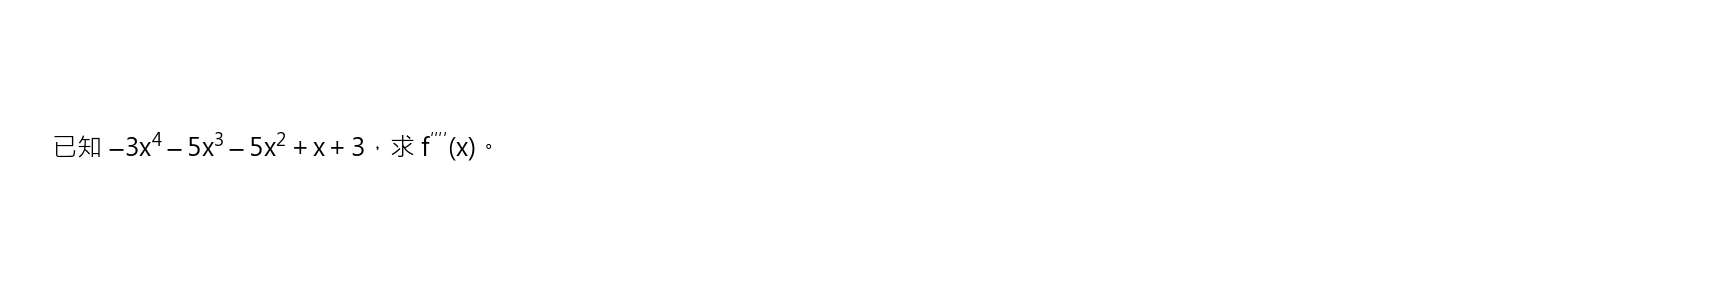 已知 –3x⁴ – 5x³ – 5x² + x + 3，求 f′′′′(x)。